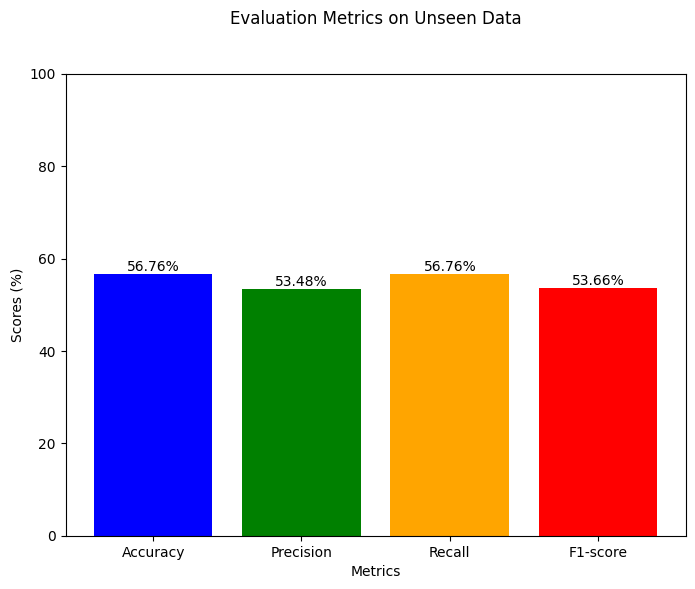 Evaluation Metrics on Unseen Data
100
80
60
40
20
0
Scores (%)
56.76%
53.48%
56.76%
53.66%
Accuracy
Precision
Recall
F1-score
Metrics